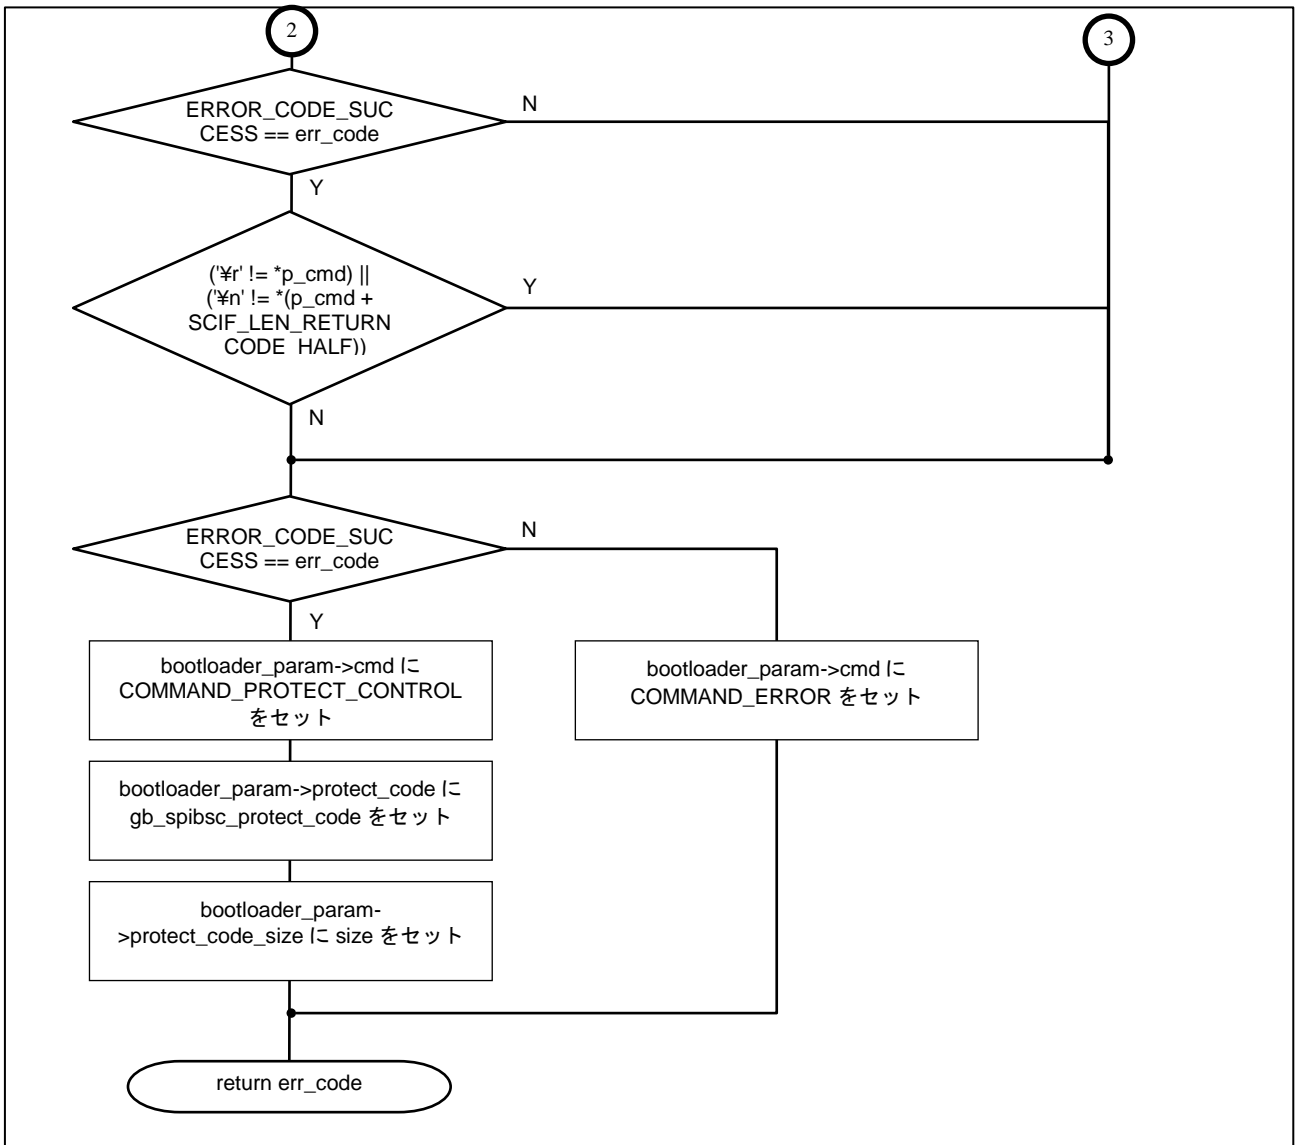 2
3
ERROR_CODE_SUC
CESS == err_code
N
Y
('¥r' != *p_cmd) ||
('¥n' != *(p_cmd +
SCIF_LEN_RETURN
CODE_HALF))
Y
N
ERROR_CODE_SUC
CESS == err_code
N
Y
bootloader_param->cmd に
COMMAND_PROTECT_CONTROL
をセット
bootloader_param->cmd に
COMMAND_ERROR をセット
bootloader_param->protect_code に
gb_spibsc_protect_code をセット
bootloader_param-
>protect_code_size に size をセット
return err_code